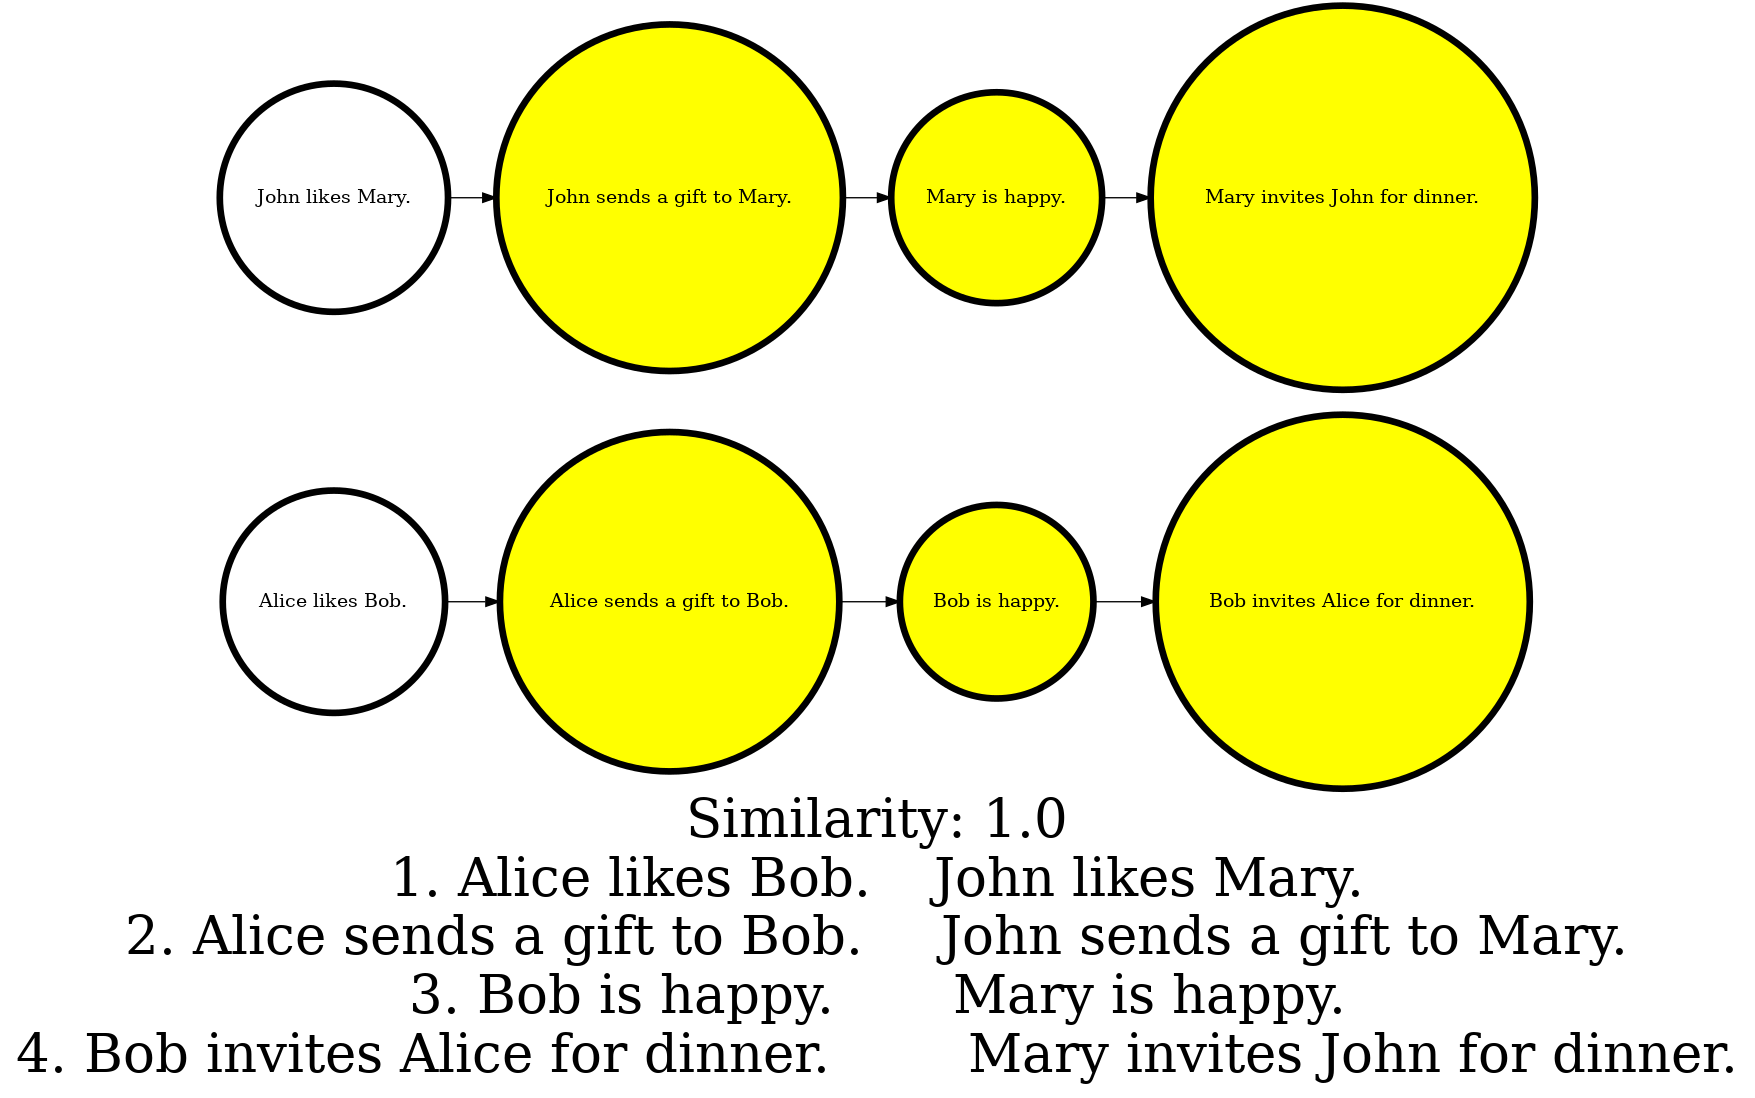 John likes Mary.
John sends a gift to Mary.
Mary is happy.
Mary invites John for dinner.
Alice likes Bob.
Alice sends a gift to Bob.
Bob is happy.
Bob invites Alice for dinner.
Similarity: 1.0
1. Alice likes Bob. John likes Mary.
2. Alice sends a gift to Bob. John sends a gift to Mary.
3. Bob is happy. Mary is happy.
4. Bob invites Alice for dinner. Mary invites John for dinner.